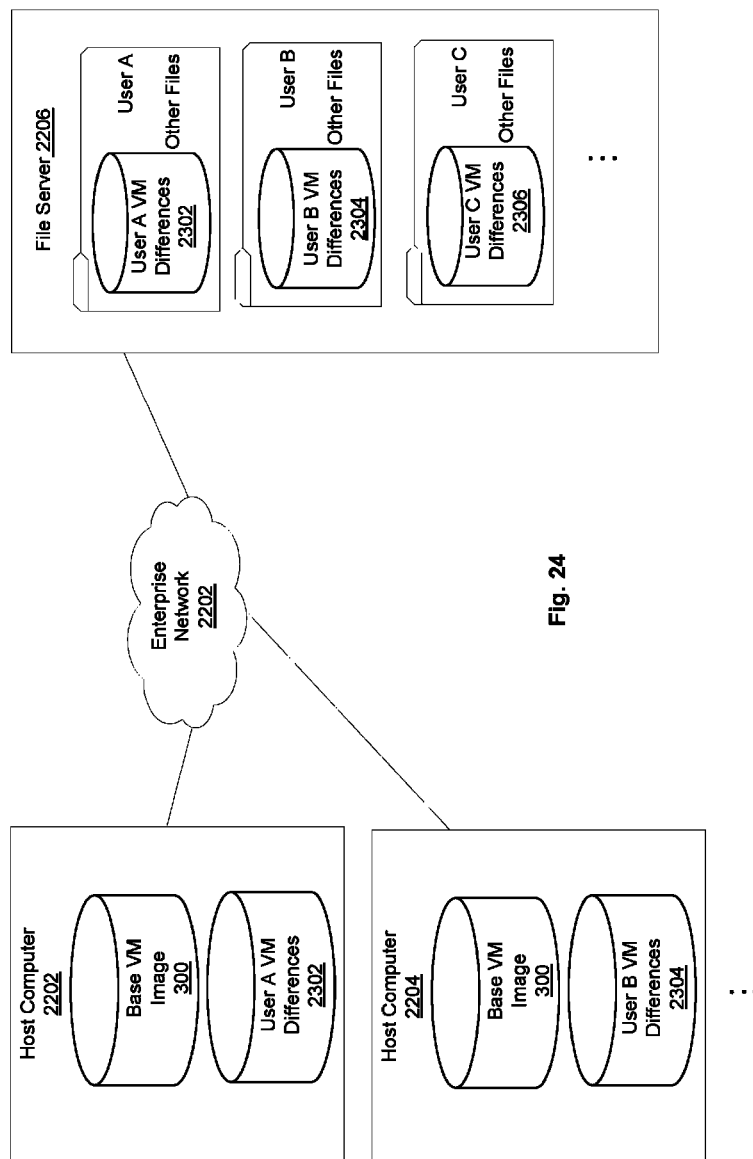 Host Computer
2202
Base VM
Image
300
User A VM
Differences
2302
Host Computer
2204
Base VM
Image
300
User B VM
Differences
2304
Enterprise
Network
2202
File Server 2206
User A VM
Differences
2302
User A
Other Files
User B VM
Differences
2304
User B
Other Files
User C VM
Differences
2306
User C
Other Files
Fig. 24